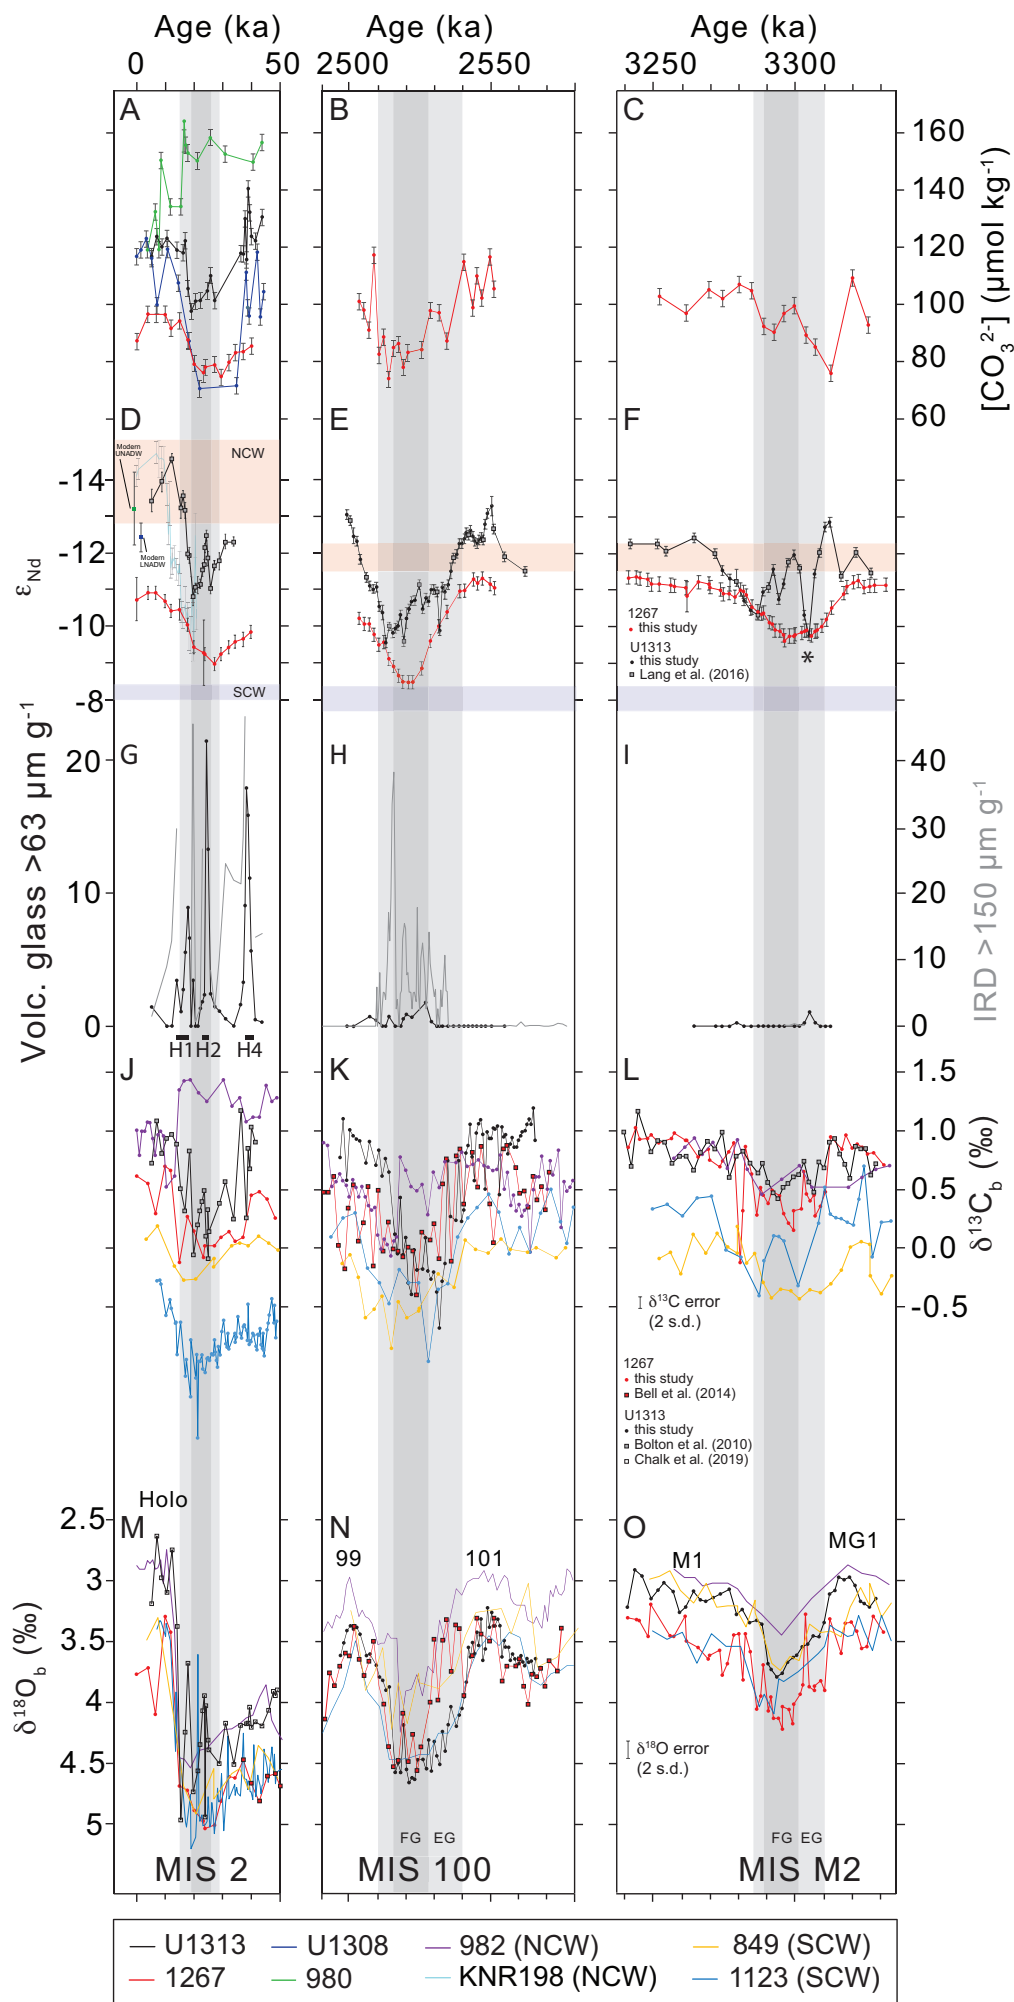 Age (ka) Age (ka) Age (ka)
0 50 2500 2550 3250 3300
A B C
160
140
120
100
80
60
[CO₃²⁻] (µmol kg⁻¹)
D E F
Modern UNADW
NCW
-14
-12
-10
-8
εNd
Modern LNADW
SCW
1267
this study
U1313
this study
Lang et al. (2016)
*
G H I
20
10
0
Volc. glass >63 µm g⁻¹
40
30
20
10
0
IRD >150 µm g⁻¹
H1 H2 H4
J K L
1.5
1.0
0.5
0.0
-0.5
δ¹³Cb (‰)
δ¹³C error
(2 s.d.)
1267
this study
Bell et al. (2014)
U1313
this study
Bolton et al. (2010)
Chalk et al. (2019)
Holo
M N O
2.5
3
3.5
4
4.5
5
δ¹⁸Ob (‰)
99 101
M1 MG1
δ¹⁸O error
(2 s.d.)
FG EG FG EG
MIS 2 MIS 100 MIS M2
U1313 U1308 982 (NCW) 849 (SCW)
1267 980 KNR198 (NCW) 1123 (SCW)